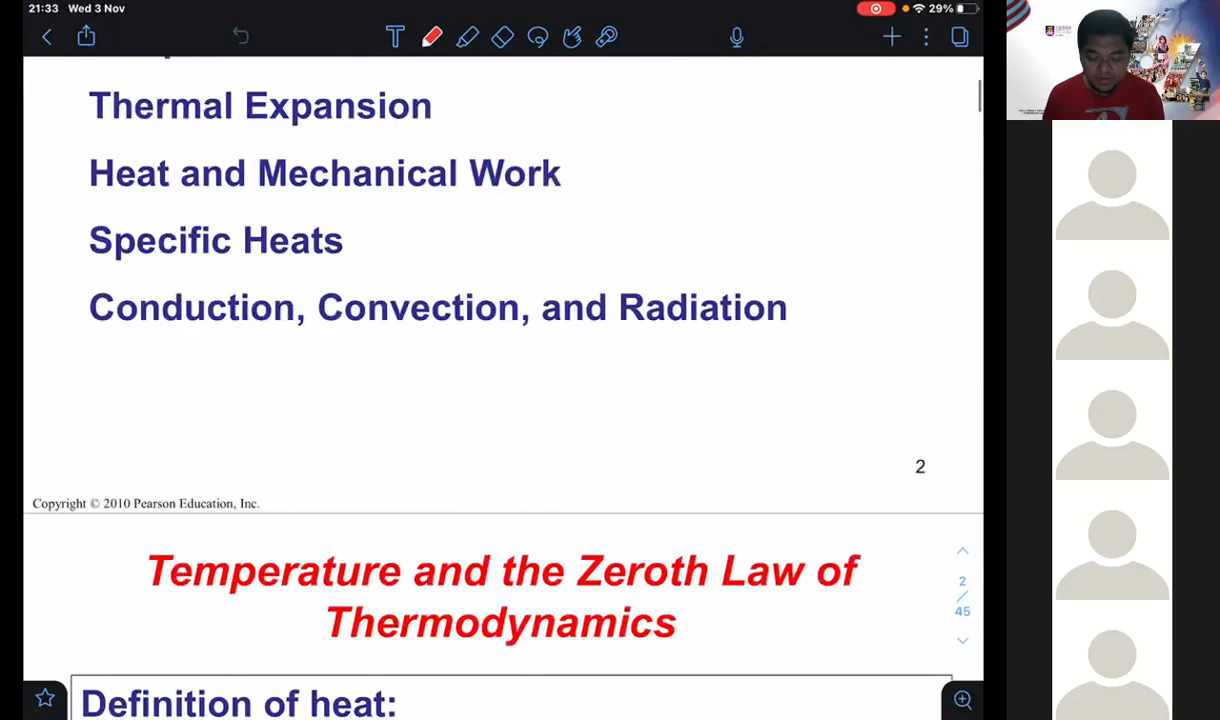 21:33 Wed 3 Nov
29%
Thermal Expansion
Heat and Mechanical Work
Specific Heats
Conduction, Convection, and Radiation
2
Copyright © 2010 Pearson Education, Inc.
Temperature and the Zeroth Law of
Thermodynamics
2
/
45
Definition of heat: